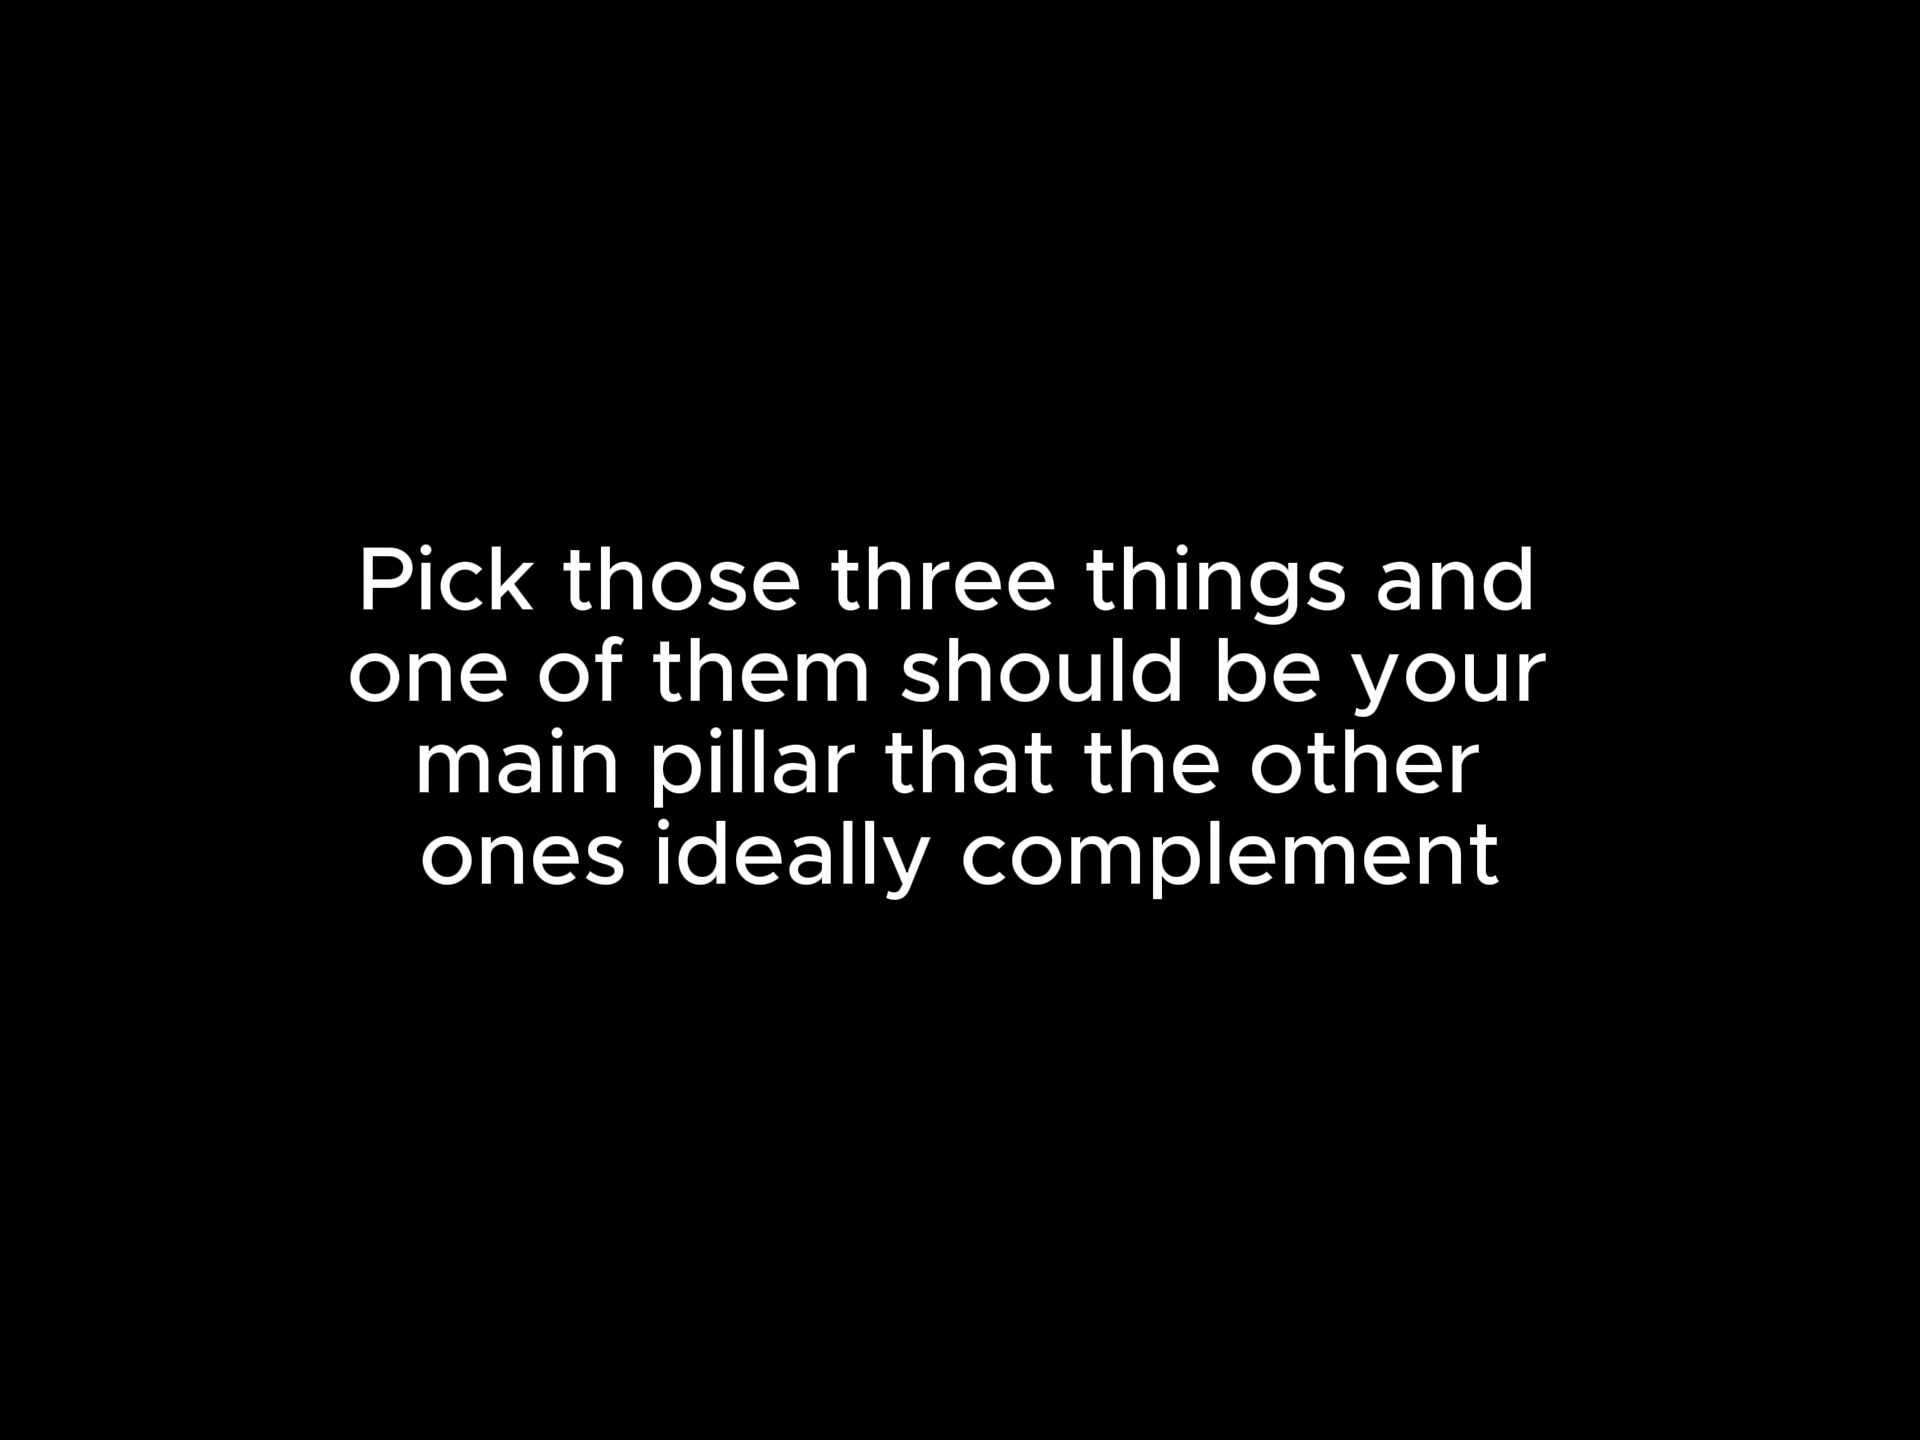 Pick those three things and
one of them should be your
main pillar that the other
ones ideally complement